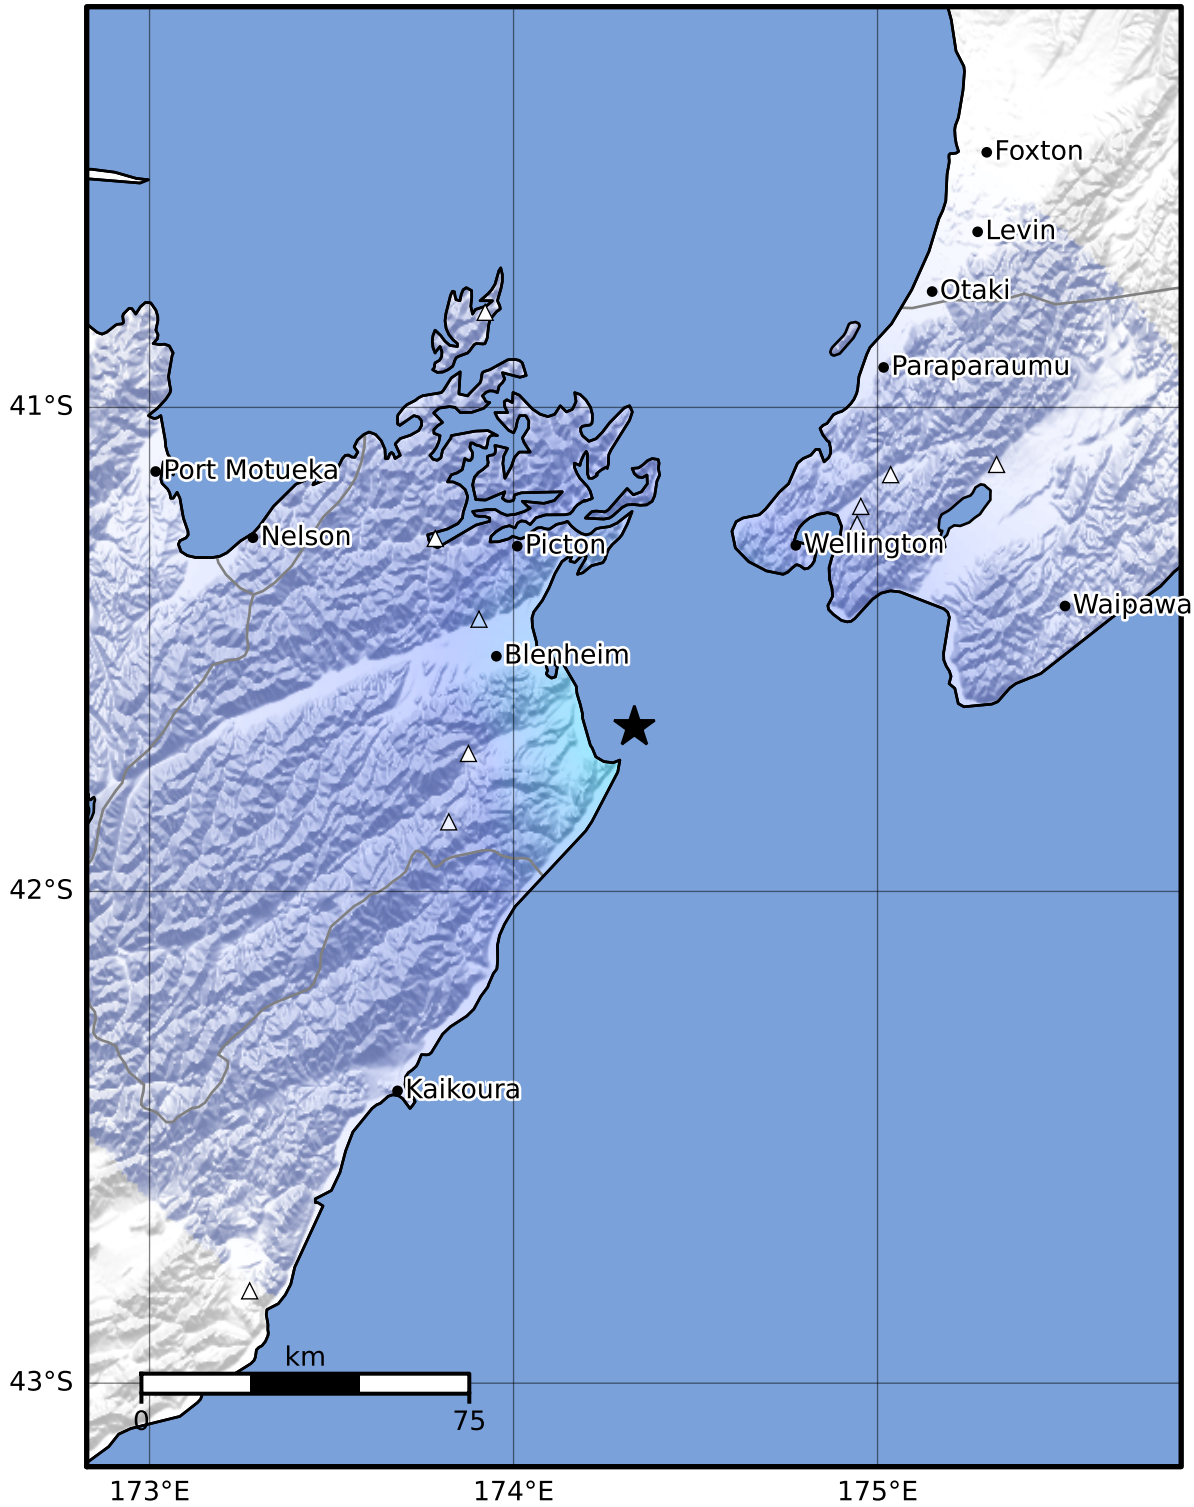 Foxton
Levin
Otaki
Paraparaumu
41°S
Port Motueka
Nelson
Picton
Wellington
Waipawa
Blenheim
42°S
Kaikoura
km
43°S
0
75
173°E
174°E
175°E